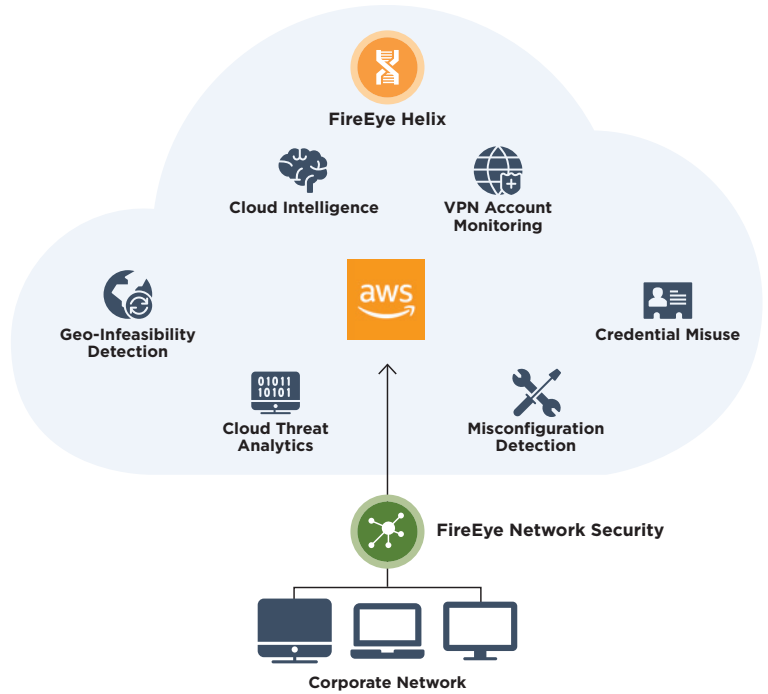 FireEye Helix
Cloud Intelligence
VPN Account
Monitoring
aws
Geo-Infeasibility
Detection
Credential Misuse
01011
10101
Cloud Threat
Analytics
Misconfiguration
Detection
FireEye Network Security
Corporate Network